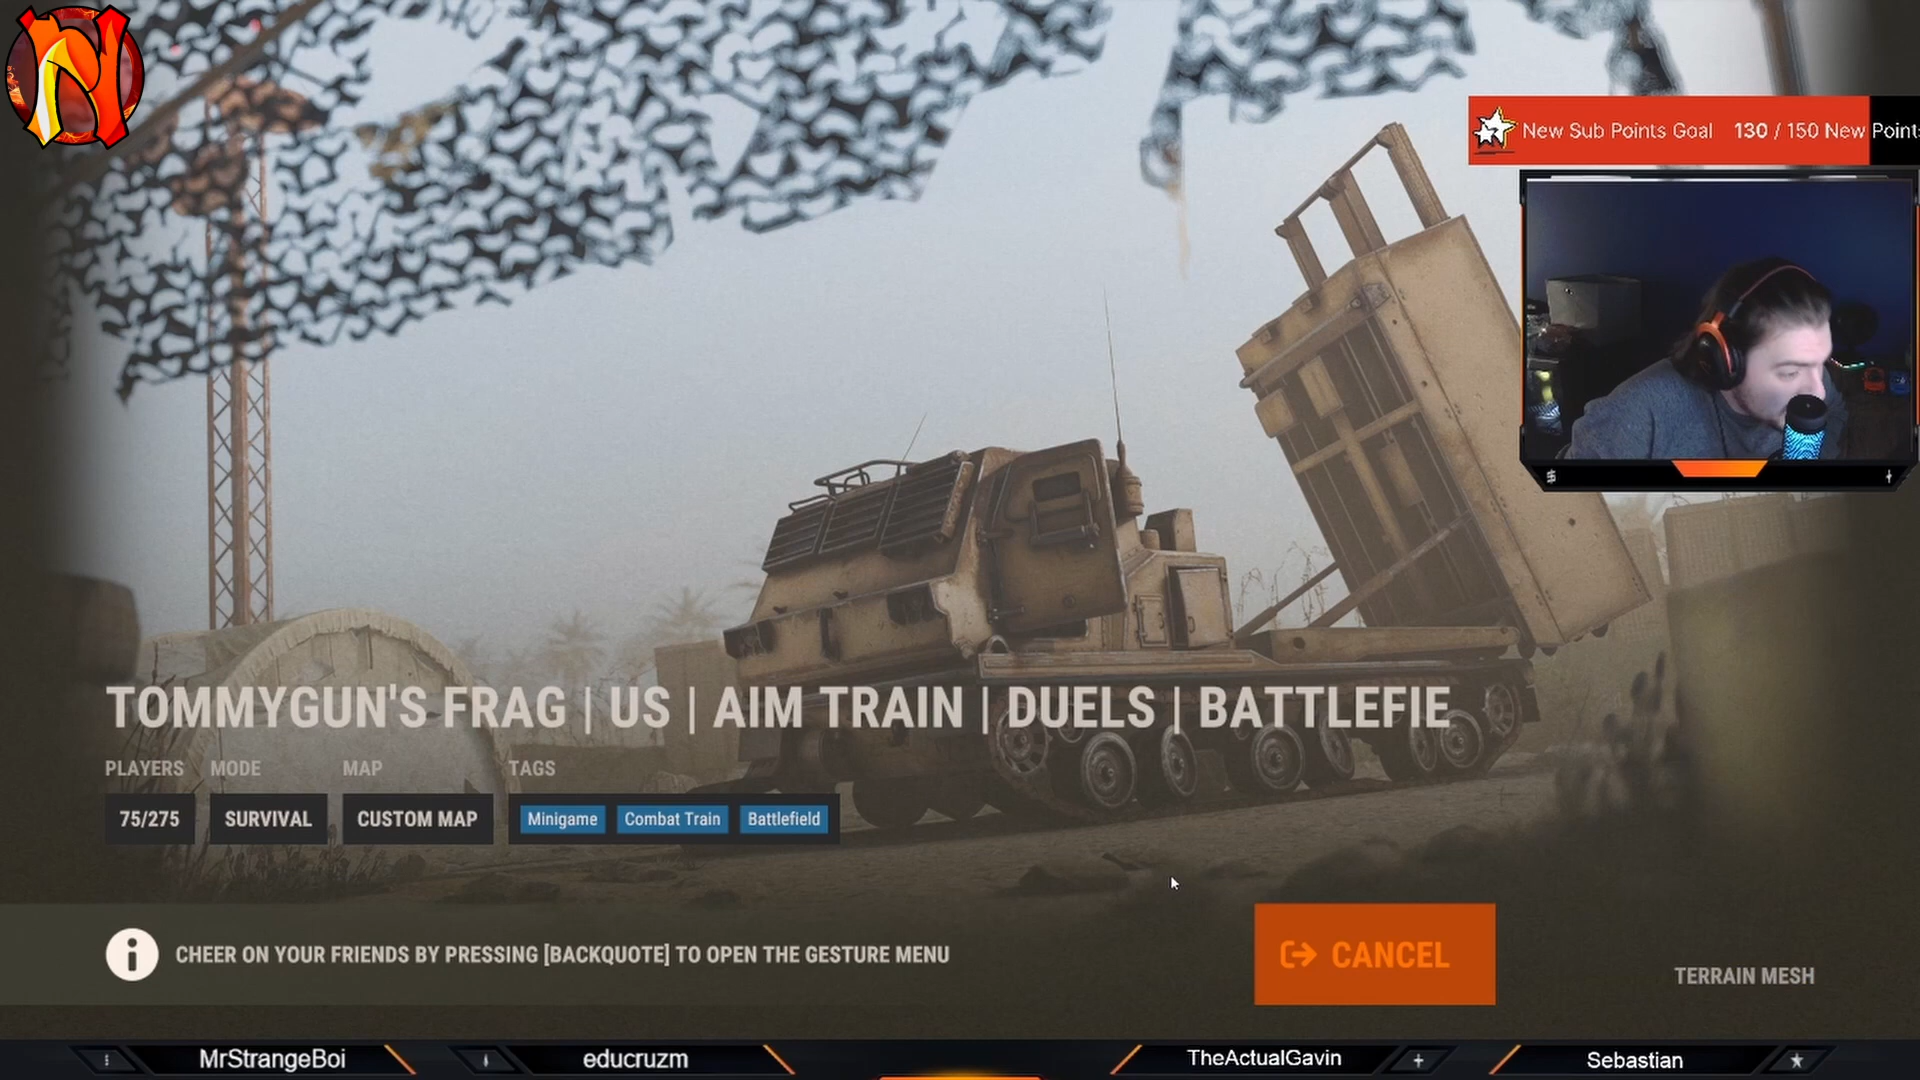 New Sub Points Goal 130 / 150 New Point
TOMMYGUN'S FRAG | US | AIM TRAIN | DUELS | BATTLEFIE
PLAYERS MODE MAP TAGS
75/275 SURVIVAL CUSTOM MAP Minigame Combat Train Battlefield
CHEER ON YOUR FRIENDS BY PRESSING [BACKQUOTE] TO OPEN THE GESTURE MENU
CANCEL
TERRAIN MESH
MrStrangeBoi educruzm TheActualGavin Sebastian